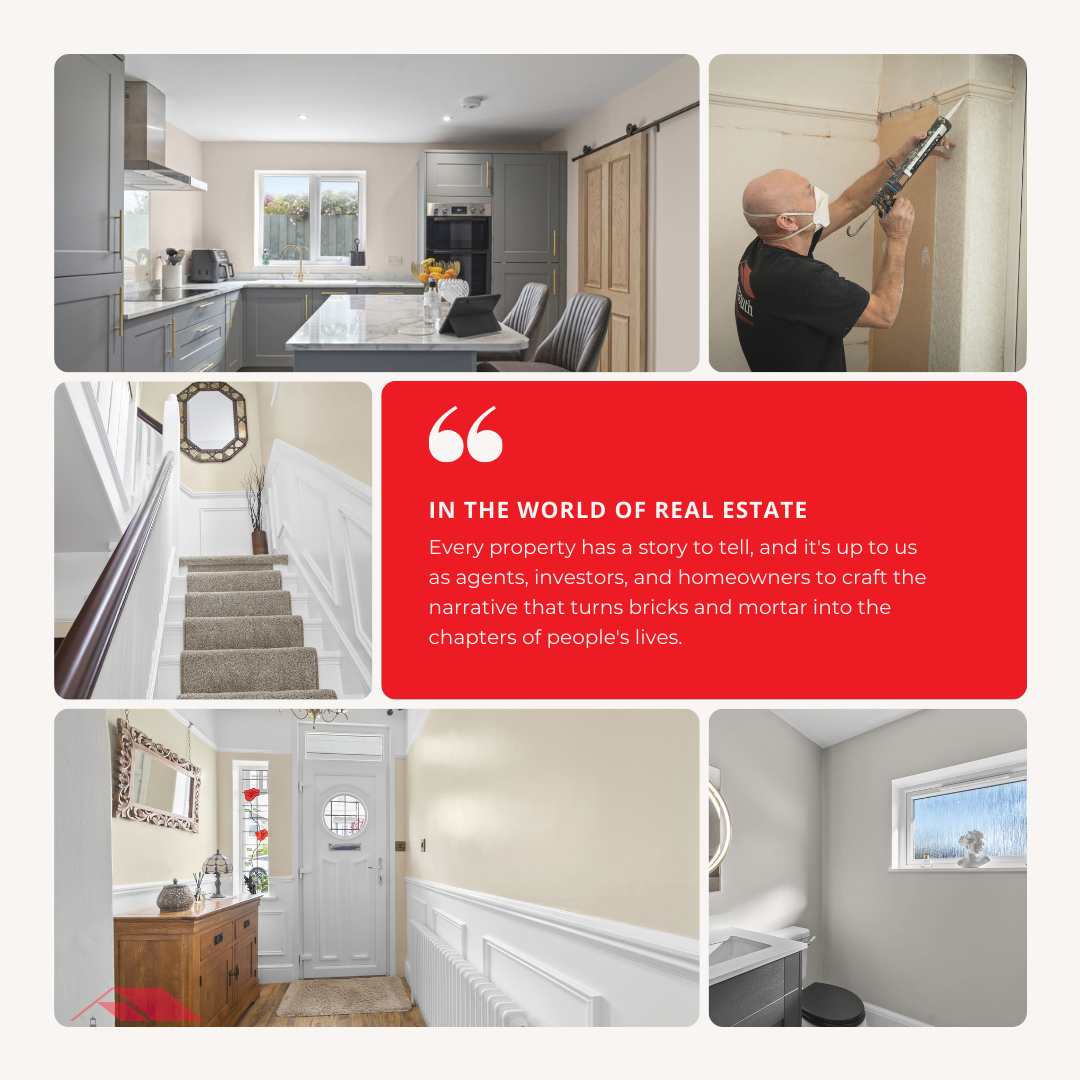 IN THE WORLD OF REAL ESTATE
Every property has a story to tell, and it's up to us
as agents, investors, and homeowners to craft the
narrative that turns bricks and mortar into the
chapters of people's lives.